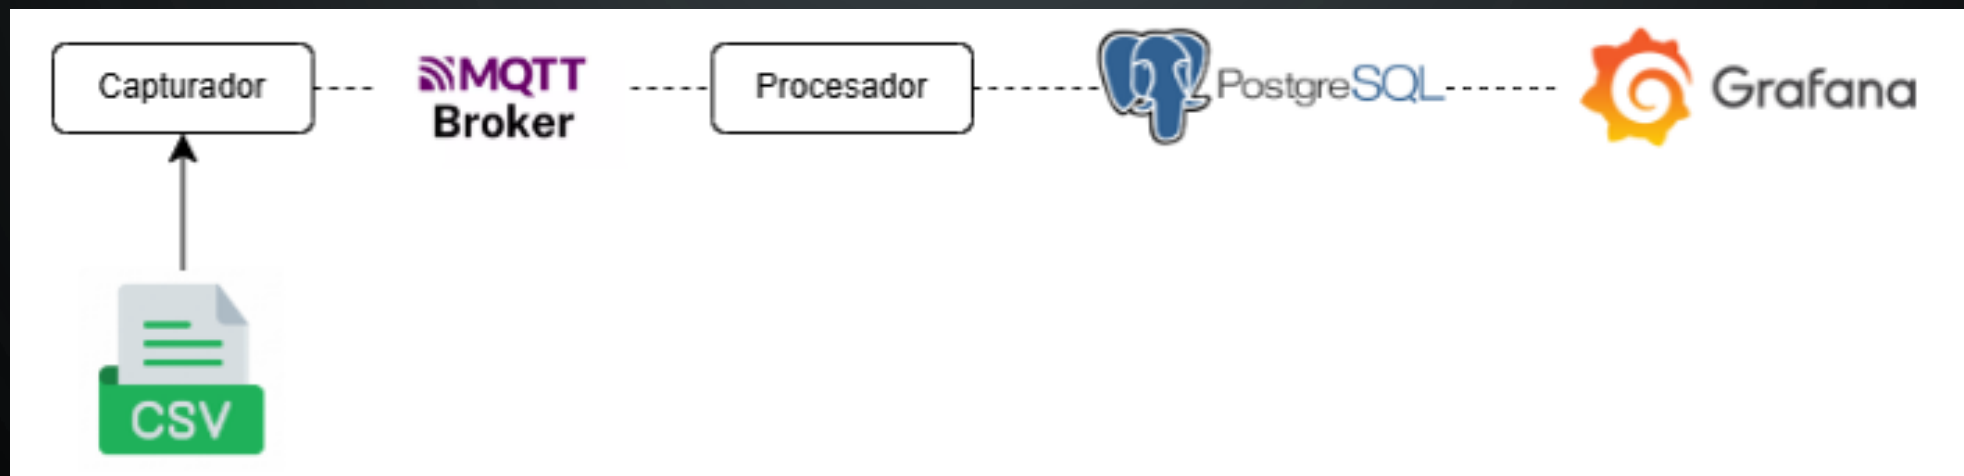 Capturador
MQTT
Broker
Procesador
PostgreSQL
Grafana
CSV